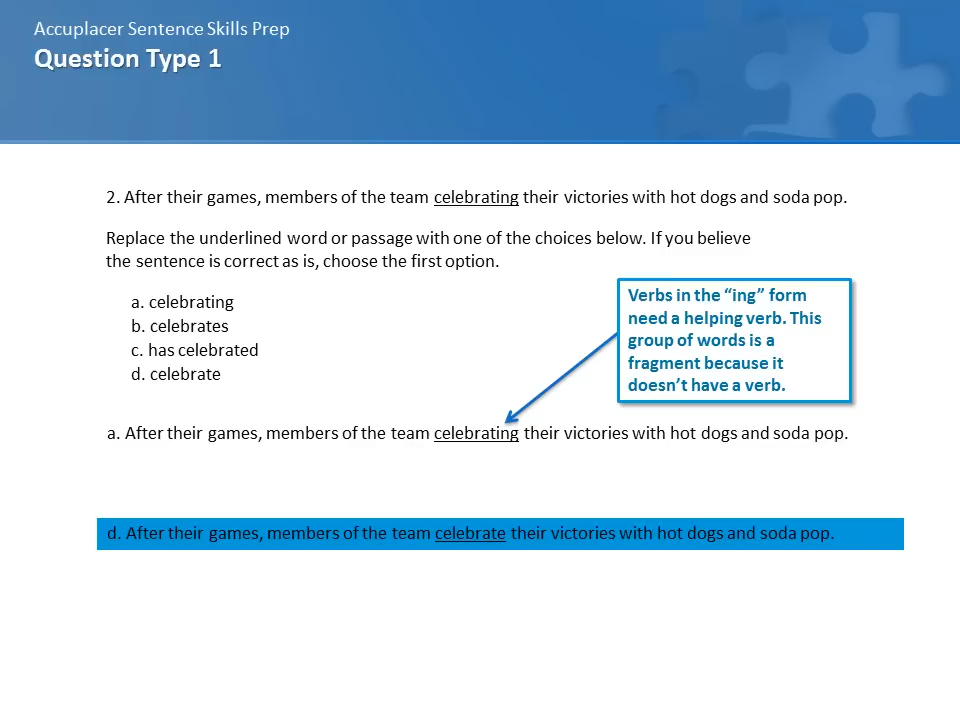 Accuplacer Sentence Skills Prep
Question Type 1
2. After their games, members of the team celebrating their victories with hot dogs and soda pop.
Replace the underlined word or passage with one of the choices below. If you believe
the sentence is correct as is, choose the first option.
a. celebrating
b. celebrates
c. has celebrated
d. celebrate
Verbs in the “ing” form
need a helping verb. This
group of words is a
fragment because it
doesn’t have a verb.
a. After their games, members of the team celebrating their victories with hot dogs and soda pop.
d. After their games, members of the team celebrate their victories with hot dogs and soda pop.